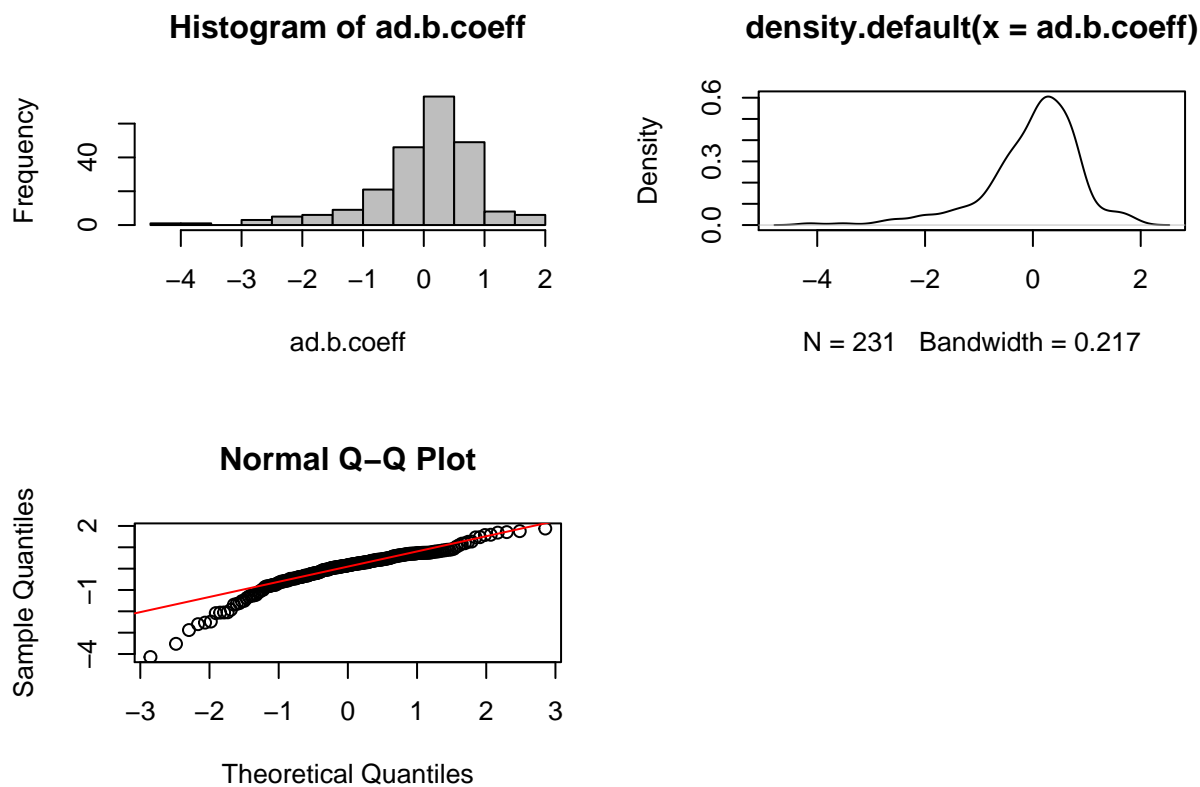 Histogram of ad.b.coeff
Frequency
0 40
−4 −3 −2 −1 0 1 2
ad.b.coeff
density.default(x = ad.b.coeff)
Density
0.0 0.3 0.6
−4 −2 0 2
N = 231 Bandwidth = 0.217
Normal Q−Q Plot
Sample Quantiles
−4 −1 2
−3 −2 −1 0 1 2 3
Theoretical Quantiles